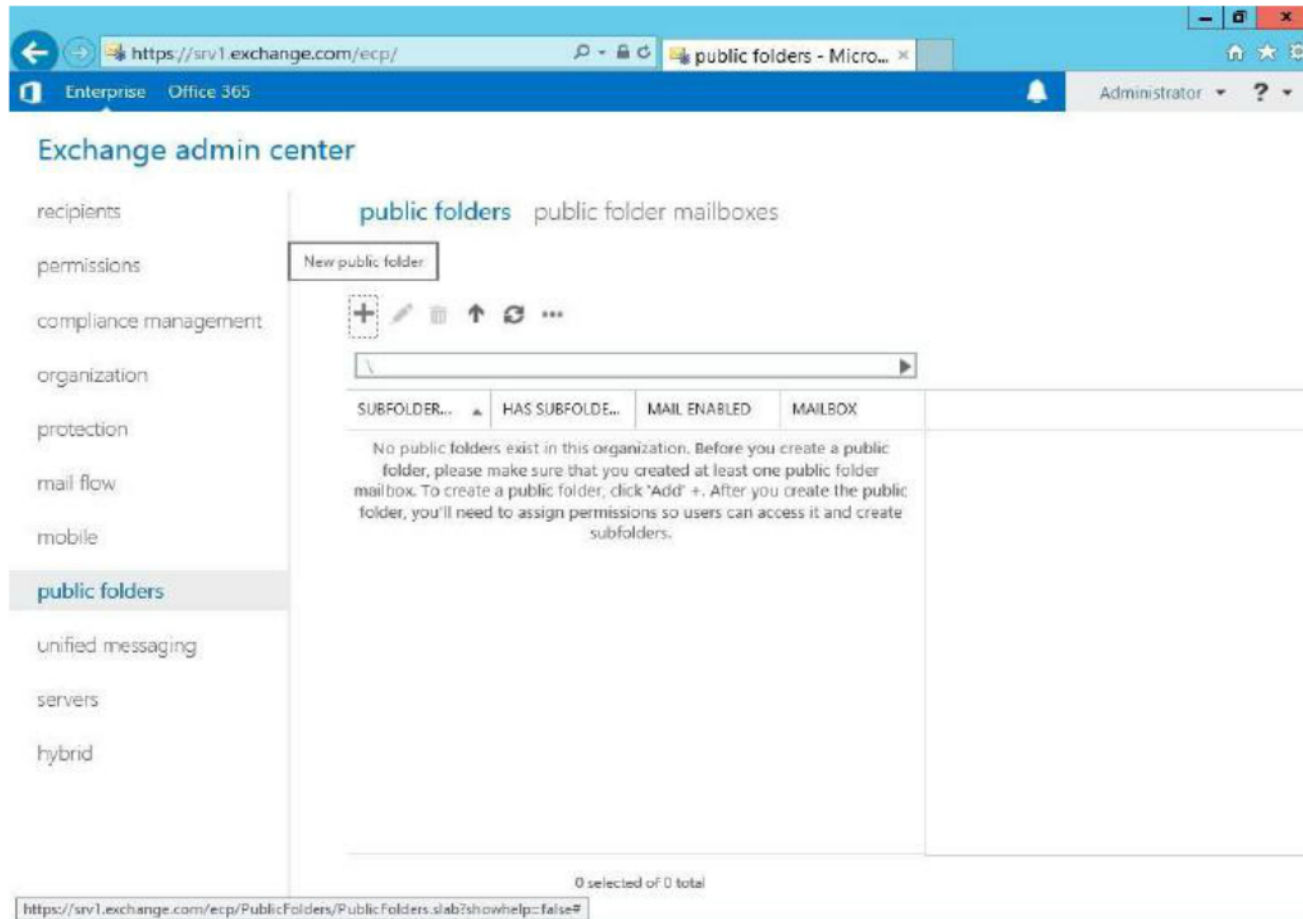 https://srv1.exchange.com/ecp/
public folders - Micro...
Enterprise Office 365
Administrator ?
Exchange admin center
recipients
permissions
compliance management
organization
protection
mail flow
mobile
public folders
unified messaging
servers
hybrid
public folders public folder mailboxes
New public folder
\
SUBFOLDER... HAS SUBFOLDE... MAIL ENABLED MAILBOX
No public folders exist in this organization. Before you create a public
folder, please make sure that you created at least one public folder
mailbox. To create a public folder, click 'Add' +. After you create the public
folder, you'll need to assign permissions so users can access it and create
subfolders.
0 selected of 0 total
https://srv1.exchange.com/ecp/PublicFolders/PublicFolders.slab?showhelp=false#